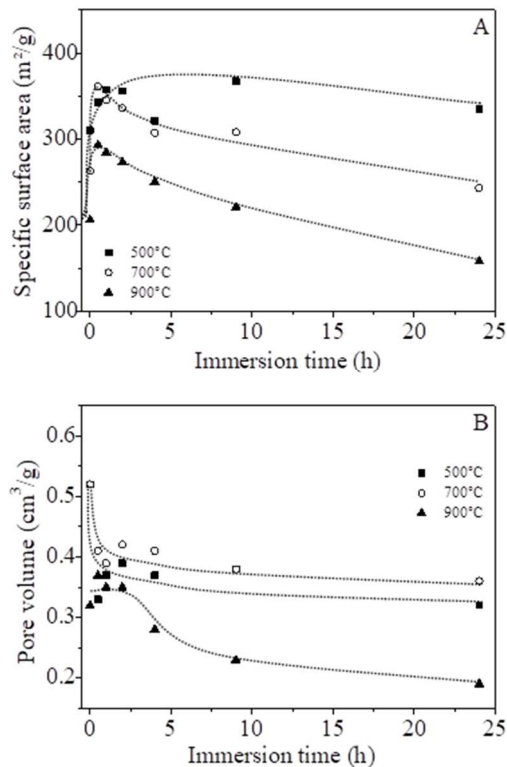 A
Specific surface area (m²/g)
400
300
200
100
500°C
700°C
900°C
0 5 10 15 20 25
Immersion time (h)
B
Pore volume (cm³/g)
0.6
0.5
0.4
0.3
0.2
500°C
700°C
900°C
0 5 10 15 20 25
Immersion time (h)